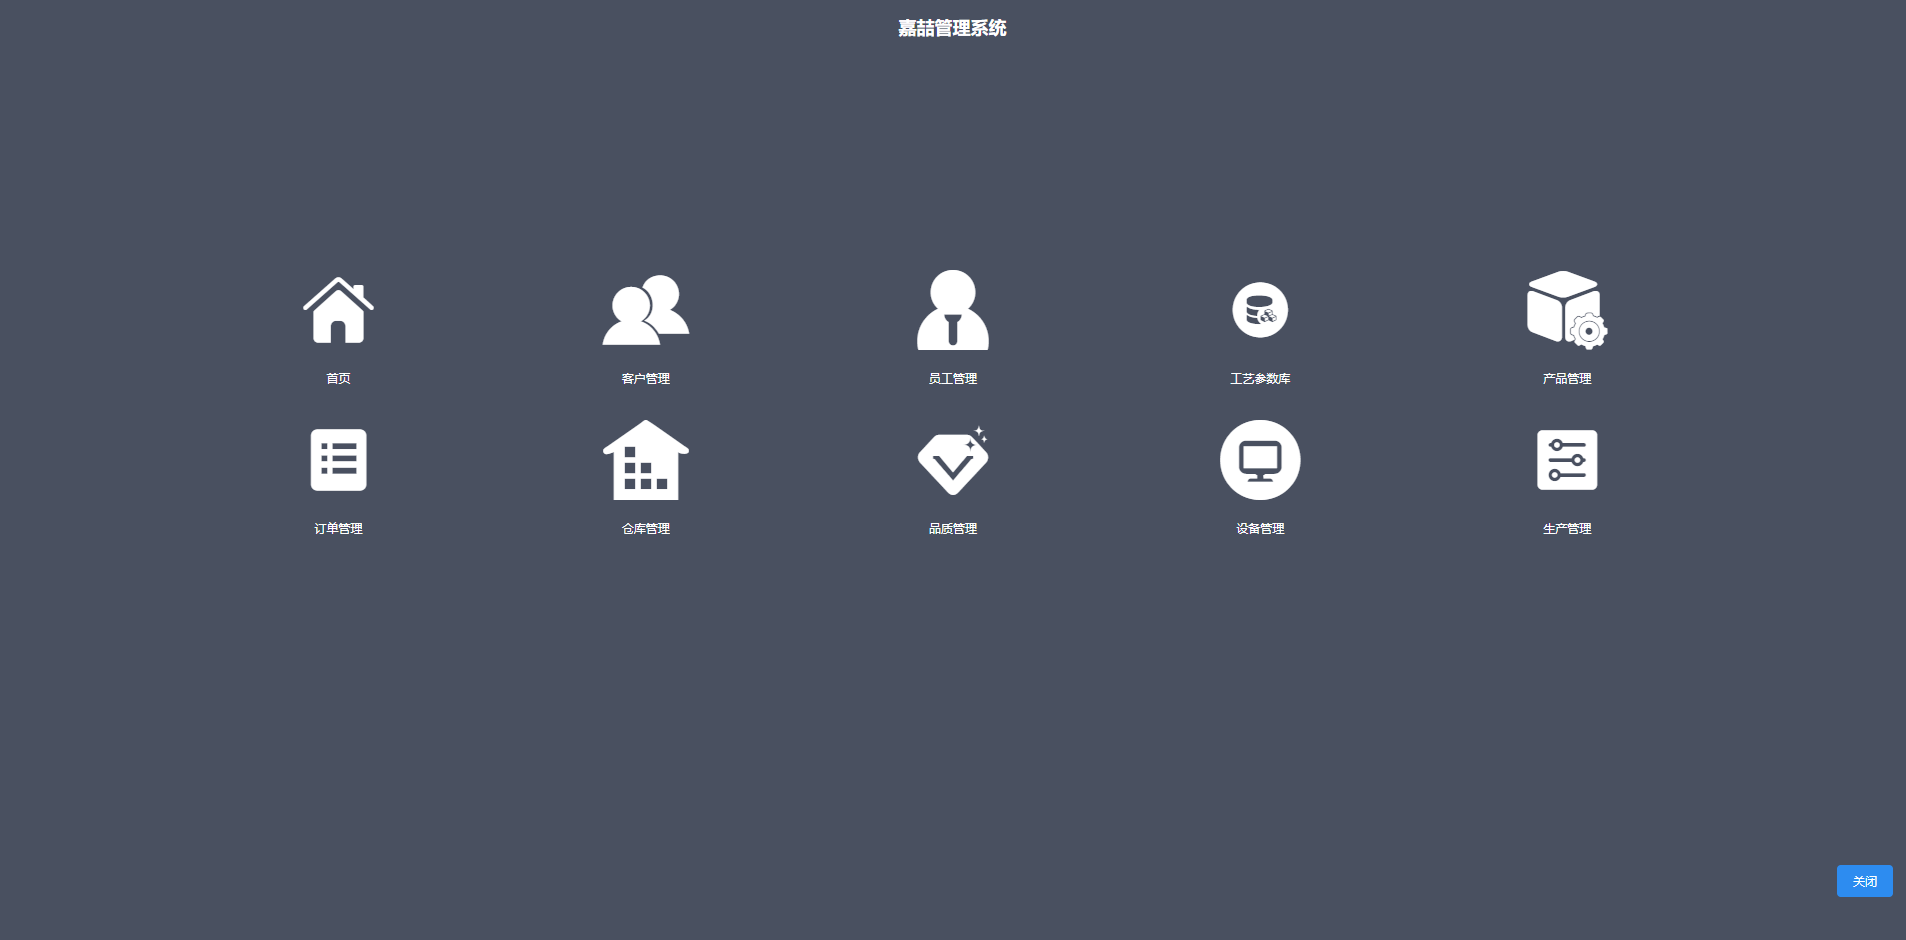 嘉喆管理系统
首页
客户管理
员工管理
工艺参数库
产品管理
订单管理
仓库管理
品质管理
设备管理
生产管理
关闭